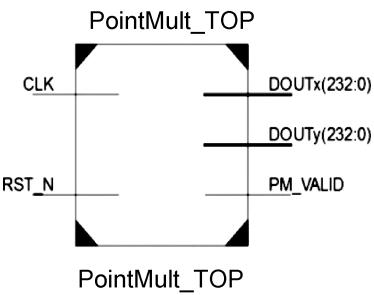 PointMult_TOP
CLK
DOUTx(232:0)
DOUTy(232:0)
RST_N
PM_VALID
PointMult_TOP